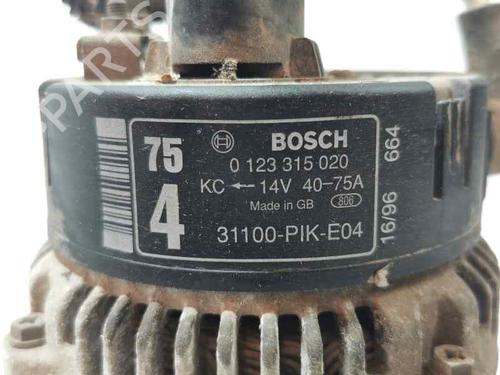 75
4
BOSCH
0 123 315 020
KC ← 14V 40-75A
Made in GB 806
31100-PIK-E04
16/96 664
B-PARTS